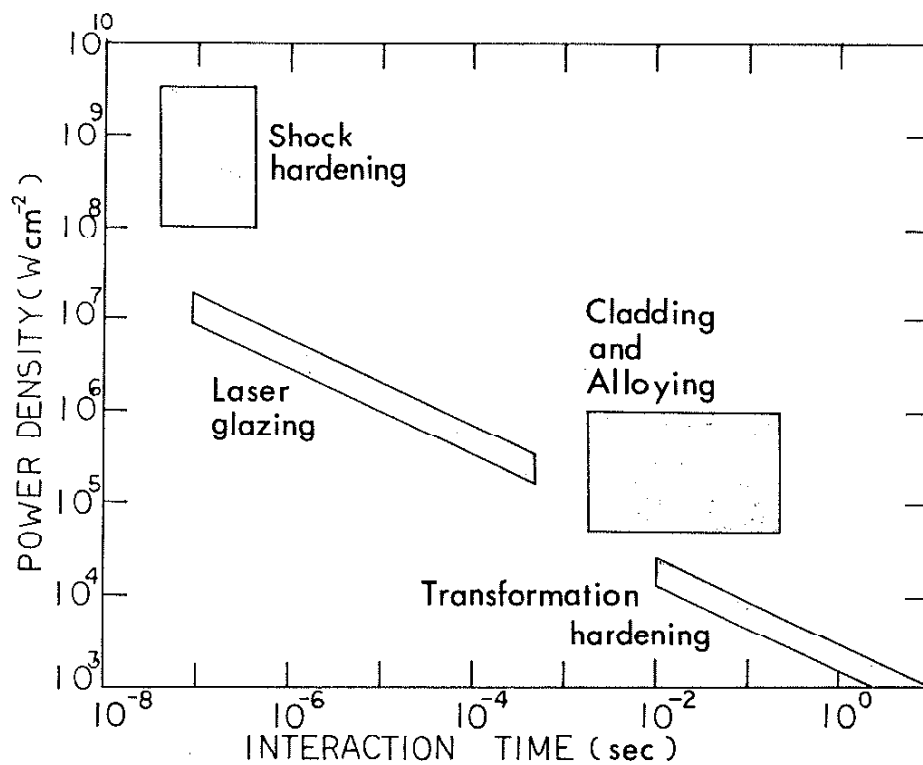 10^10
10^9
10^8
10^7
10^6
10^5
10^4
10^3
POWER DENSITY (W cm^-2)
Shock
hardening
Laser
glazing
Cladding
and
Alloying
Transformation
hardening
10^-8
10^-6
10^-4
10^-2
10^0
INTERACTION TIME (sec)